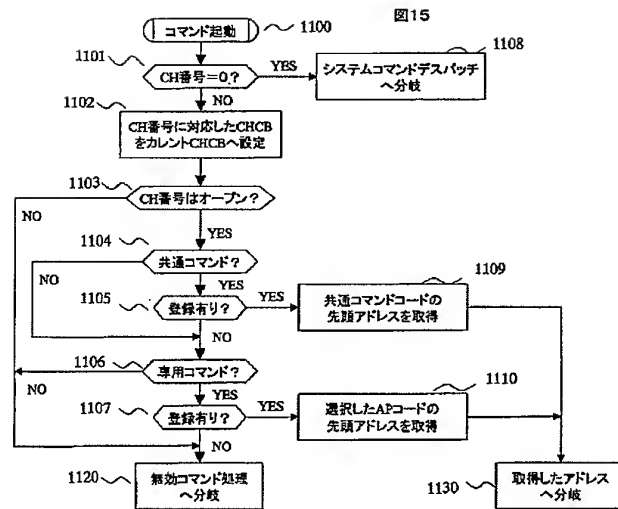 図15
コマンド起動
1100
1101
CH番号=0?
YES
1108
システムコマンドデスパッチ
へ分岐
NO
1102
CH番号に対応したCHCB
をカレントCHCBへ設定
1103
CH番号はオープン?
NO
YES
1104
共通コマンド?
NO
YES
1105
登録有り?
YES
1109
共通コマンドコードの
先頭アドレスを取得
NO
1106
専用コマンド?
NO
YES
1107
登録有り?
YES
1110
選択したAPコードの
先頭アドレスを取得
NO
1120
無効コマンド処理
へ分岐
1130
取得したアドレス
へ分岐